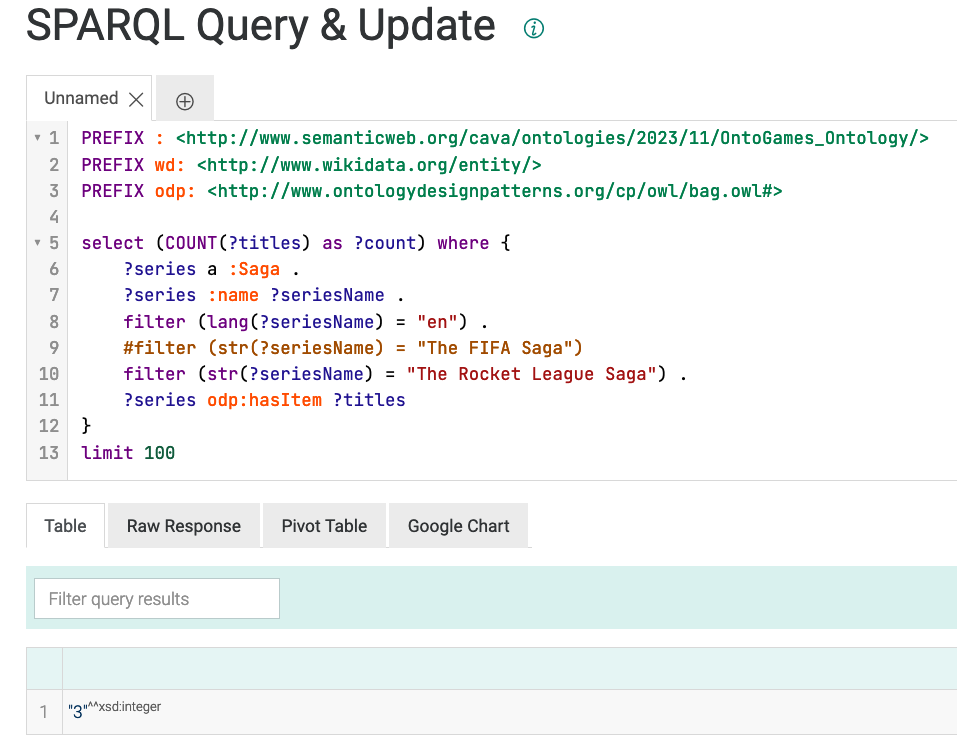 SPARQL Query & Update
Unnamed
1 PREFIX : <http://www.semanticweb.org/cava/ontologies/2023/11/OntoGames_Ontology/>
2 PREFIX wd: <http://www.wikidata.org/entity/>
3 PREFIX odp: <http://www.ontologydesignpatterns.org/cp/owl/bag.owl#>
4
5 select (COUNT(?titles) as ?count) where {
6 ?series a :Saga .
7 ?series :name ?seriesName .
8 filter (lang(?seriesName) = "en") .
9 #filter (str(?seriesName) = "The FIFA Saga")
10 filter (str(?seriesName) = "The Rocket League Saga") .
11 ?series odp:hasItem ?titles
12 }
13 limit 100
Table Raw Response Pivot Table Google Chart
Filter query results
1 "3"^^xsd:integer